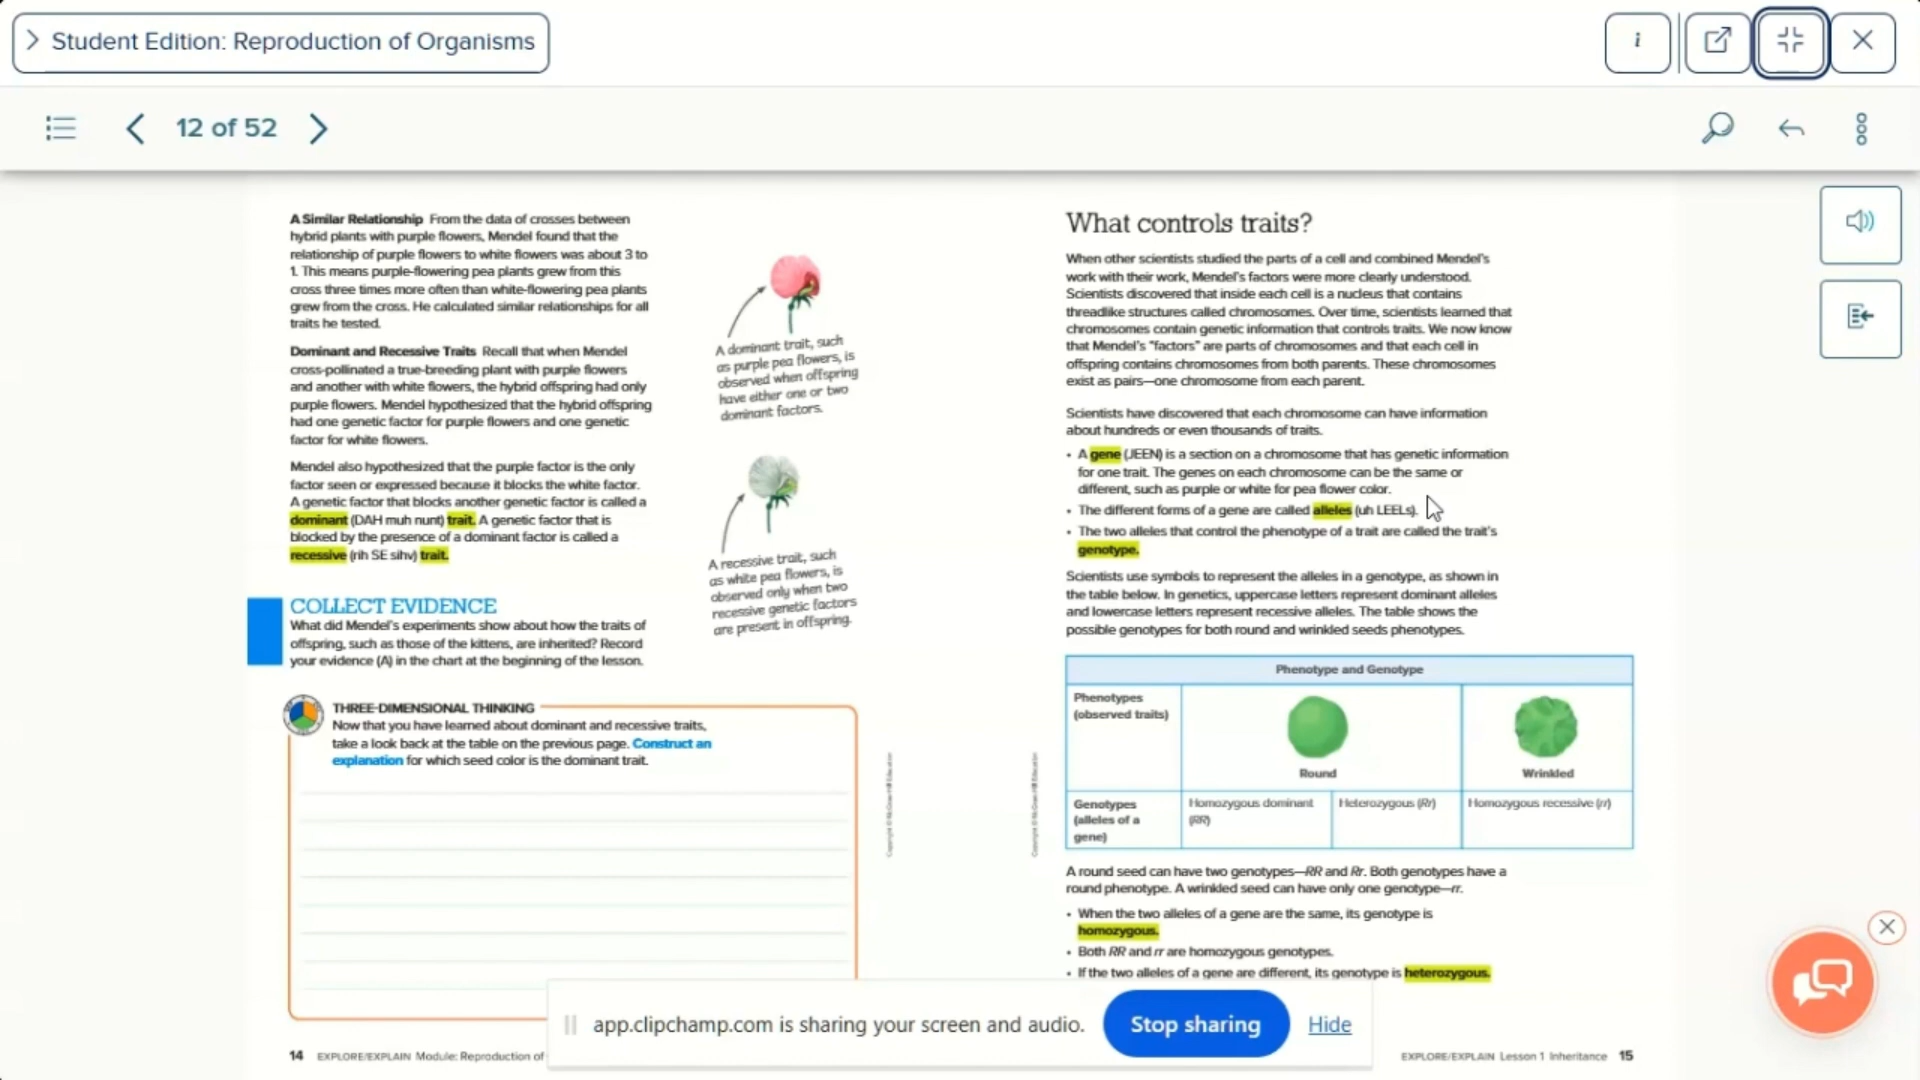 Student Edition: Reproduction of Organisms
i
12 of 52
A Similar Relationship From the data of crosses between
hybrid plants with purple flowers, Mendel found that the
relationship of purple flowers to white flowers was about 3 to
1. This means purple-flowering pea plants grew from this
cross three times more often than white-flowering pea plants
grew from the cross. He calculated similar relationships for all
traits he tested.
Dominant and Recessive Traits Recall that when Mendel
cross-pollinated a true-breeding plant with purple flowers
and another with white flowers, the hybrid offspring had only
purple flowers. Mendel hypothesized that the hybrid offspring
had one genetic factor for purple flowers and one genetic
factor for white flowers.
Mendel also hypothesized that the purple factor is the only
factor seen or expressed because it blocks the white factor.
A genetic factor that blocks another genetic factor is called a
dominant (DAH muh nunt) trait. A genetic factor that is
blocked by the presence of a dominant factor is called a
recessive (rih SE sihv) trait.
A dominant trait, such
as purple pea flowers, is
observed when offspring
have either one or two
dominant factors.
A recessive trait, such
as white pea flowers, is
observed only when two
recessive genetic factors
are present in offspring.
COLLECT EVIDENCE
What did Mendel's experiments show about how the traits of
offspring, such as those of the kittens, are inherited? Record
your evidence (A) in the chart at the beginning of the lesson.
THREE-DIMENSIONAL THINKING
Now that you have learned about dominant and recessive traits,
take a look back at the table on the previous page. Construct an
explanation for which seed color is the dominant trait.
Copyright © McGraw-Hill Education
14 EXPLORE/EXPLAIN Module: Reproduction of
What controls traits?
When other scientists studied the parts of a cell and combined Mendel's
work with their work, Mendel's factors were more clearly understood.
Scientists discovered that inside each cell is a nucleus that contains
threadlike structures called chromosomes. Over time, scientists learned that
chromosomes contain genetic information that controls traits. We now know
that Mendel's "factors" are parts of chromosomes and that each cell in
offspring contains chromosomes from both parents. These chromosomes
exist as pairs—one chromosome from each parent.
Scientists have discovered that each chromosome can have information
about hundreds or even thousands of traits.
• A gene (JEEN) is a section on a chromosome that has genetic information
for one trait. The genes on each chromosome can be the same or
different, such as purple or white for pea flower color.
• The different forms of a gene are called alleles (uh LEELs).
• The two alleles that control the phenotype of a trait are called the trait's
genotype.
Scientists use symbols to represent the alleles in a genotype, as shown in
the table below. In genetics, uppercase letters represent dominant alleles
and lowercase letters represent recessive alleles. The table shows the
possible genotypes for both round and wrinkled seeds phenotypes.
Phenotype and Genotype
Phenotypes
(observed traits)
Round
Wrinkled
Genotypes
(alleles of a
gene)
Homozygous dominant
(RR)
Heterozygous (Rr)
Homozygous recessive (rr)
A round seed can have two genotypes—RR and Rr. Both genotypes have a
round phenotype. A wrinkled seed can have only one genotype—rr.
• When the two alleles of a gene are the same, its genotype is
homozygous.
• Both RR and rr are homozygous genotypes.
• If the two alleles of a gene are different, its genotype is heterozygous.
Copyright © McGraw-Hill Education
EXPLORE/EXPLAIN Lesson 1 Inheritance 15
app.clipchamp.com is sharing your screen and audio.
Stop sharing
Hide